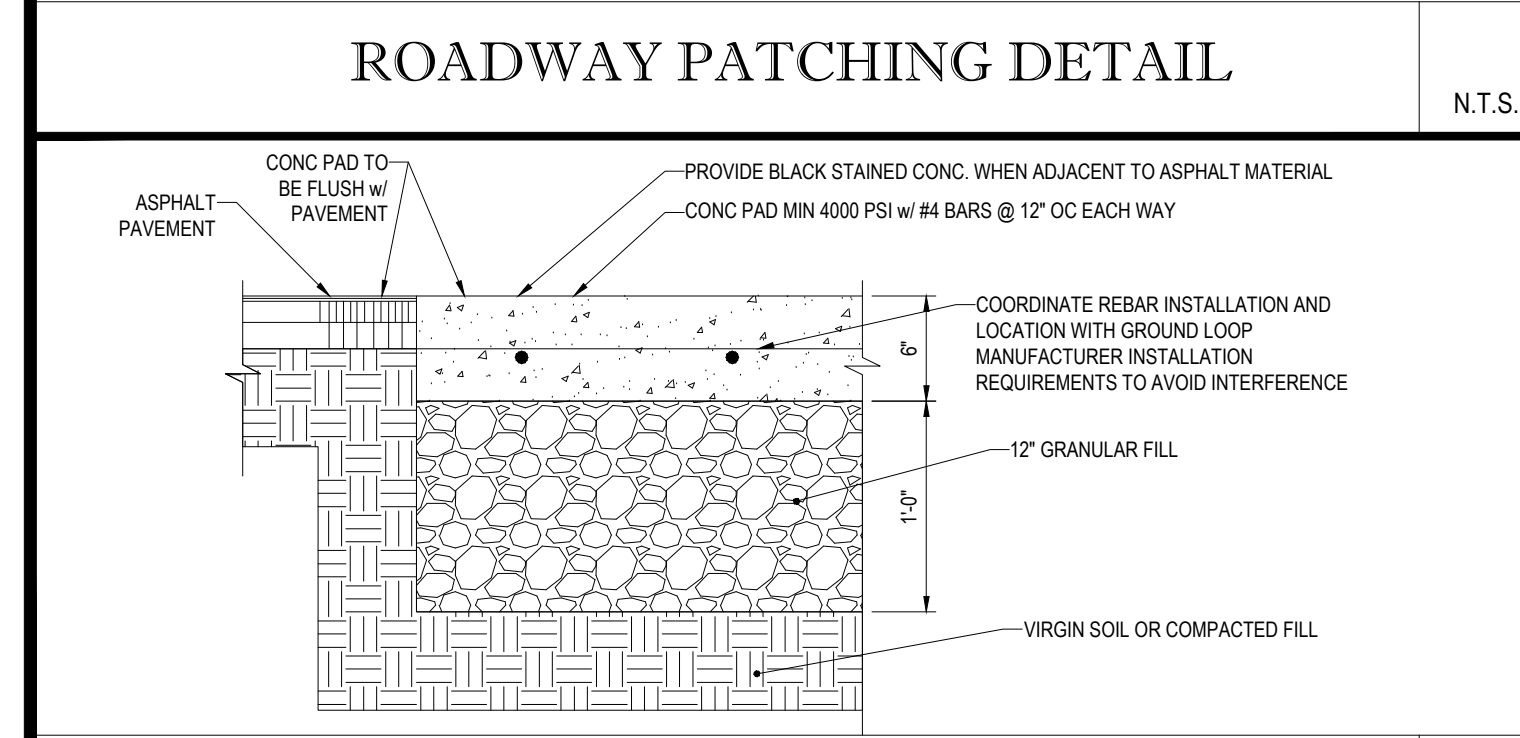 ROADWAY PATCHING DETAIL
N.T.S.
CONC PAD TO
BE FLUSH w/
PAVEMENT
ASPHALT
PAVEMENT
PROVIDE BLACK STAINED CONC. WHEN ADJACENT TO ASPHALT MATERIAL
CONC PAD MIN 4000 PSI w/ #4 BARS @ 12" OC EACH WAY
COORDINATE REBAR INSTALLATION AND
LOCATION WITH GROUND LOOP
MANUFACTURER INSTALLATION
REQUIREMENTS TO AVOID INTERFERENCE
6"
12" GRANULAR FILL
1'-0"
VIRGIN SOIL OR COMPACTED FILL